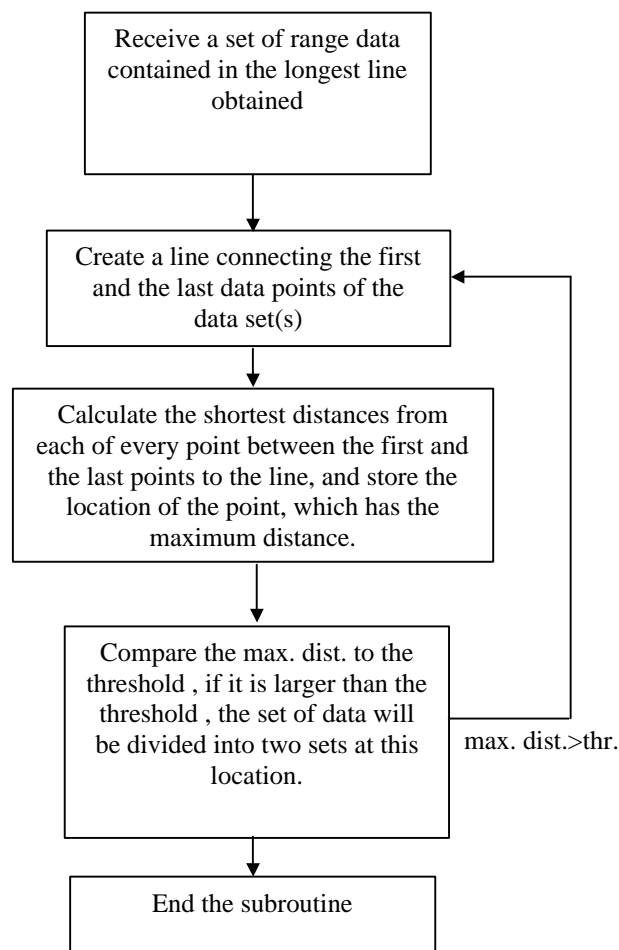 Receive a set of range data
contained in the longest line
obtained
Create a line connecting the first
and the last data points of the
data set(s)
Calculate the shortest distances from
each of every point between the first and
the last points to the line, and store the
location of the point, which has the
maximum distance.
Compare the max. dist. to the
threshold , if it is larger than the
threshold , the set of data will
be divided into two sets at this
location.
max. dist.>thr.
End the subroutine